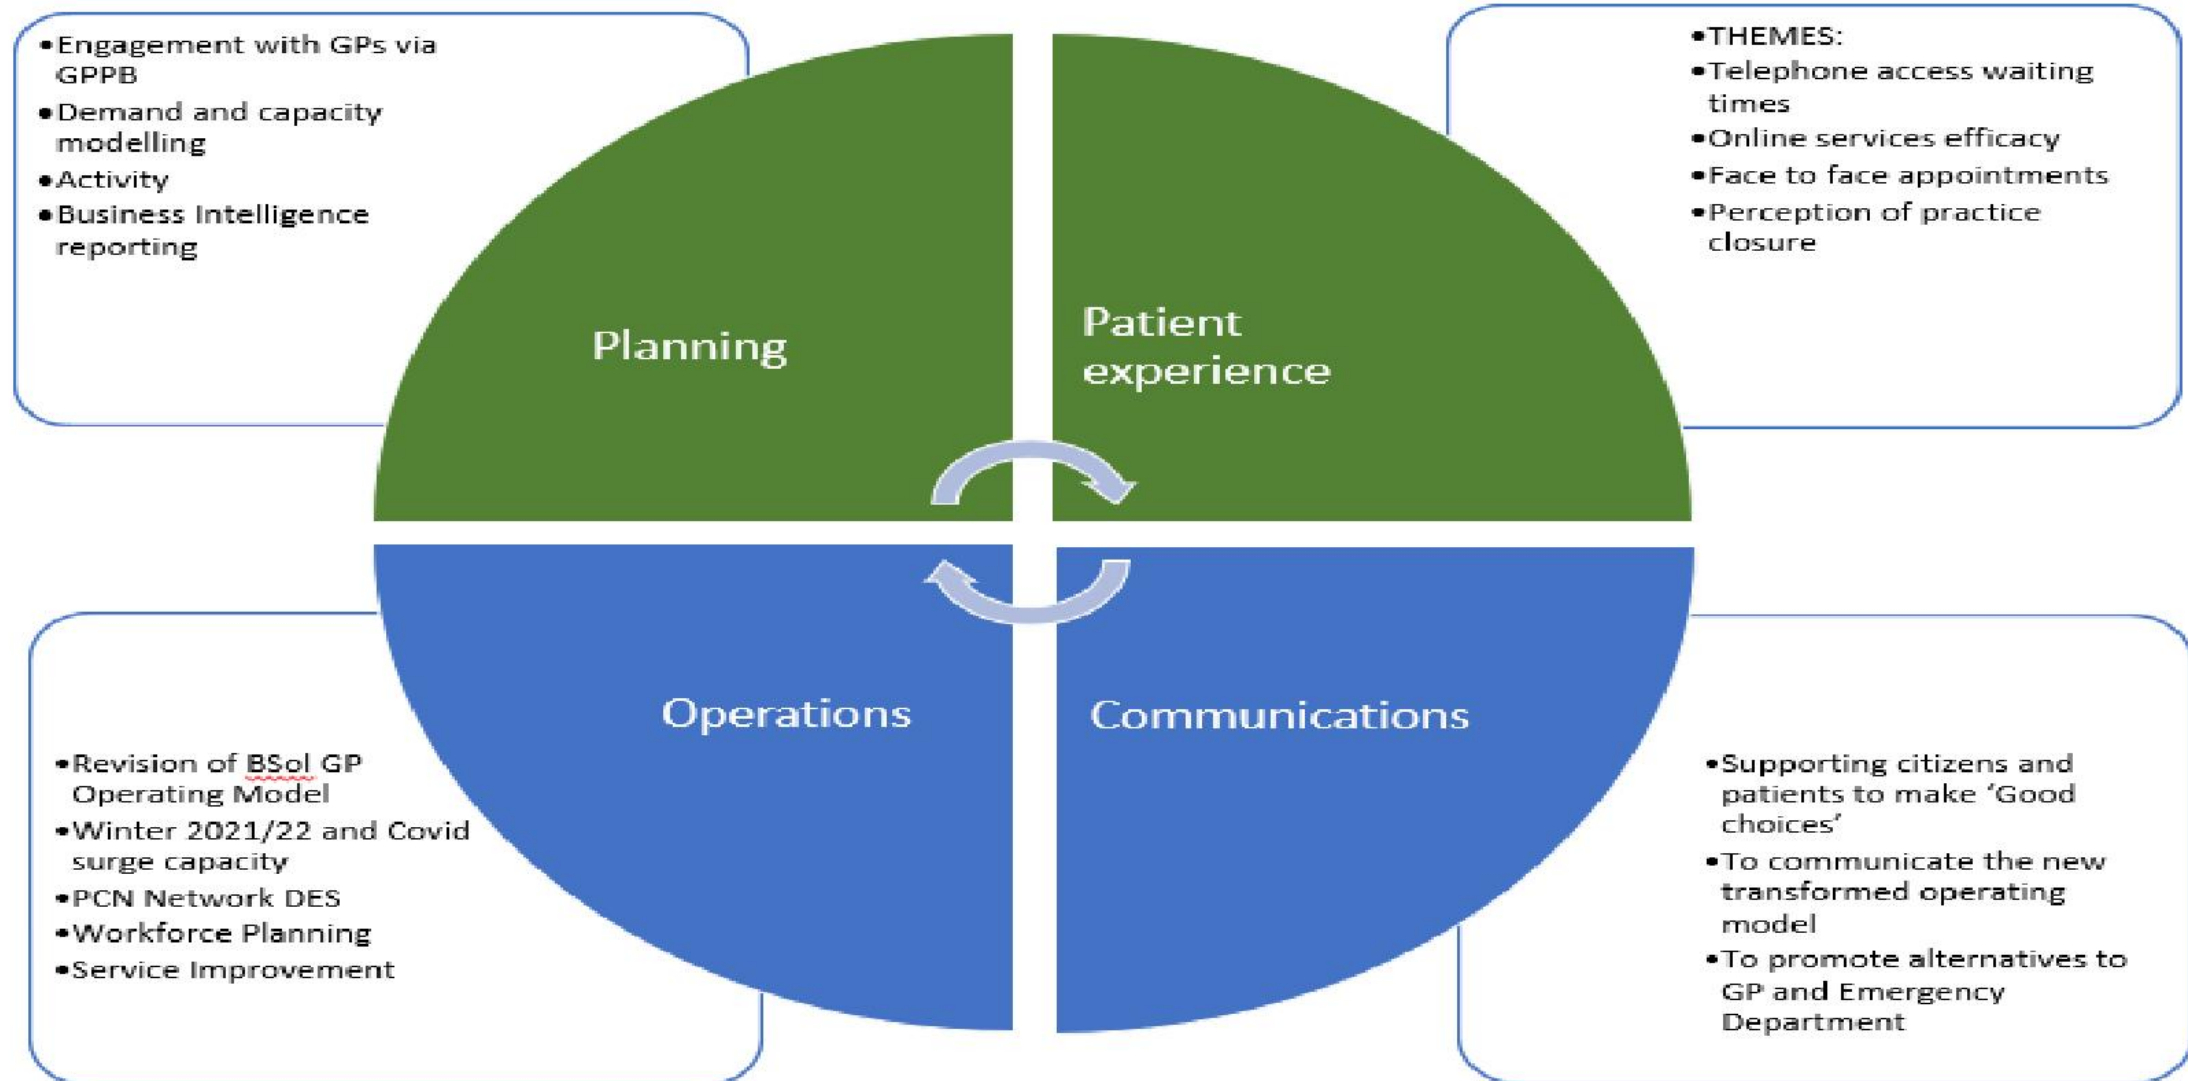 •Engagement with GPs via
GPPB
•Demand and capacity
modelling
•Activity
•Business Intelligence
reporting
Planning
Patient
experience
•THEMES:
•Telephone access waiting
times
•Online services efficacy
•Face to face appointments
•Perception of practice
closure
•Revision of BSol GP
Operating Model
•Winter 2021/22 and Covid
surge capacity
•PCN Network DES
•Workforce Planning
•Service Improvement
Operations
Communications
•Supporting citizens and
patients to make ‘Good
choices’
•To communicate the new
transformed operating
model
•To promote alternatives to
GP and Emergency
Department